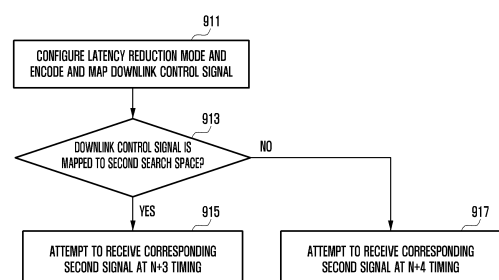 911
CONFIGURE LATENCY REDUCTION MODE AND
ENCODE AND MAP DOWNLINK CONTROL SIGNAL
913
DOWNLINK CONTROL SIGNAL IS
MAPPED TO SECOND SEARCH SPACE?
NO
YES
915
ATTEMPT TO RECEIVE CORRESPONDING
SECOND SIGNAL AT N+3 TIMING
917
ATTEMPT TO RECEIVE CORRESPONDING
SECOND SIGNAL AT N+4 TIMING